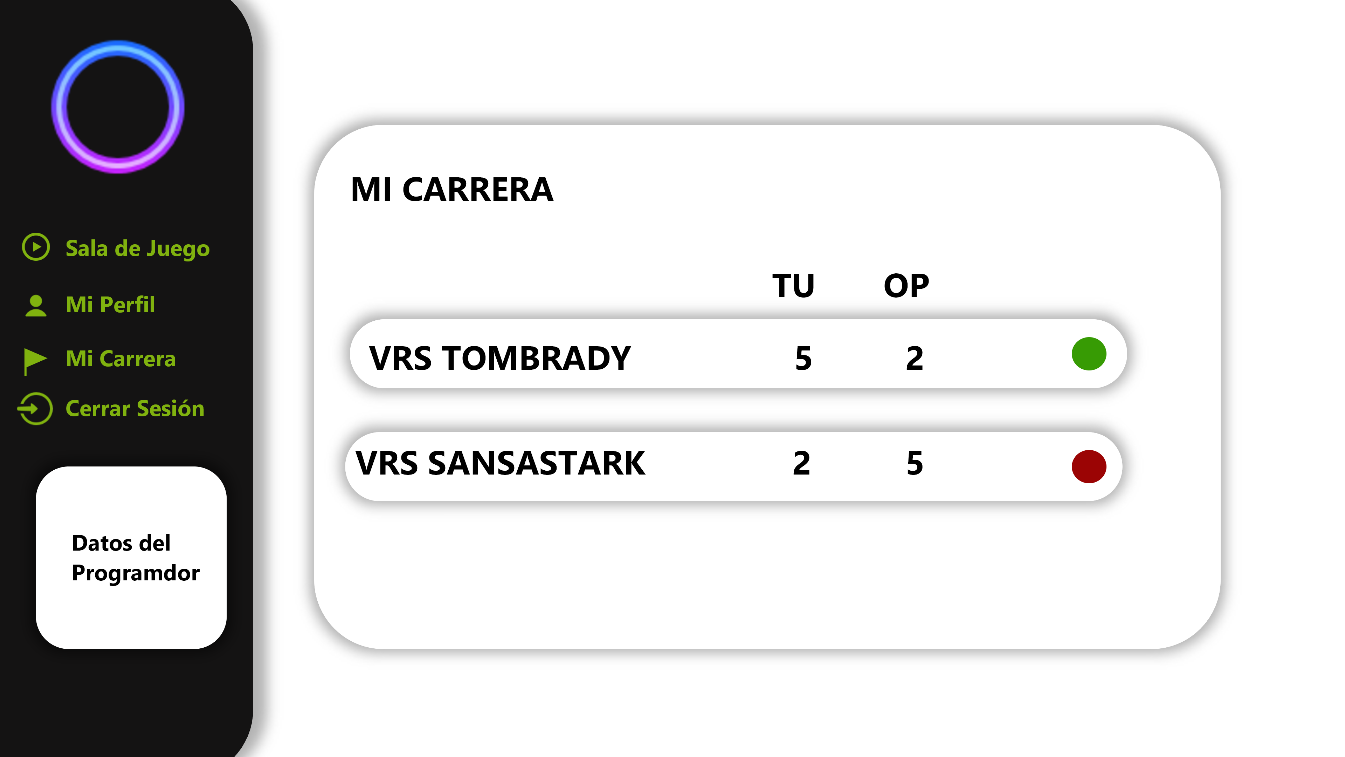 Sala de Juego
Mi Perfil
Mi Carrera
Cerrar Sesión
Datos del
Programdor
MI CARRERA
TU OP
VRS TOMBRADY 5 2
VRS SANSASTARK 2 5